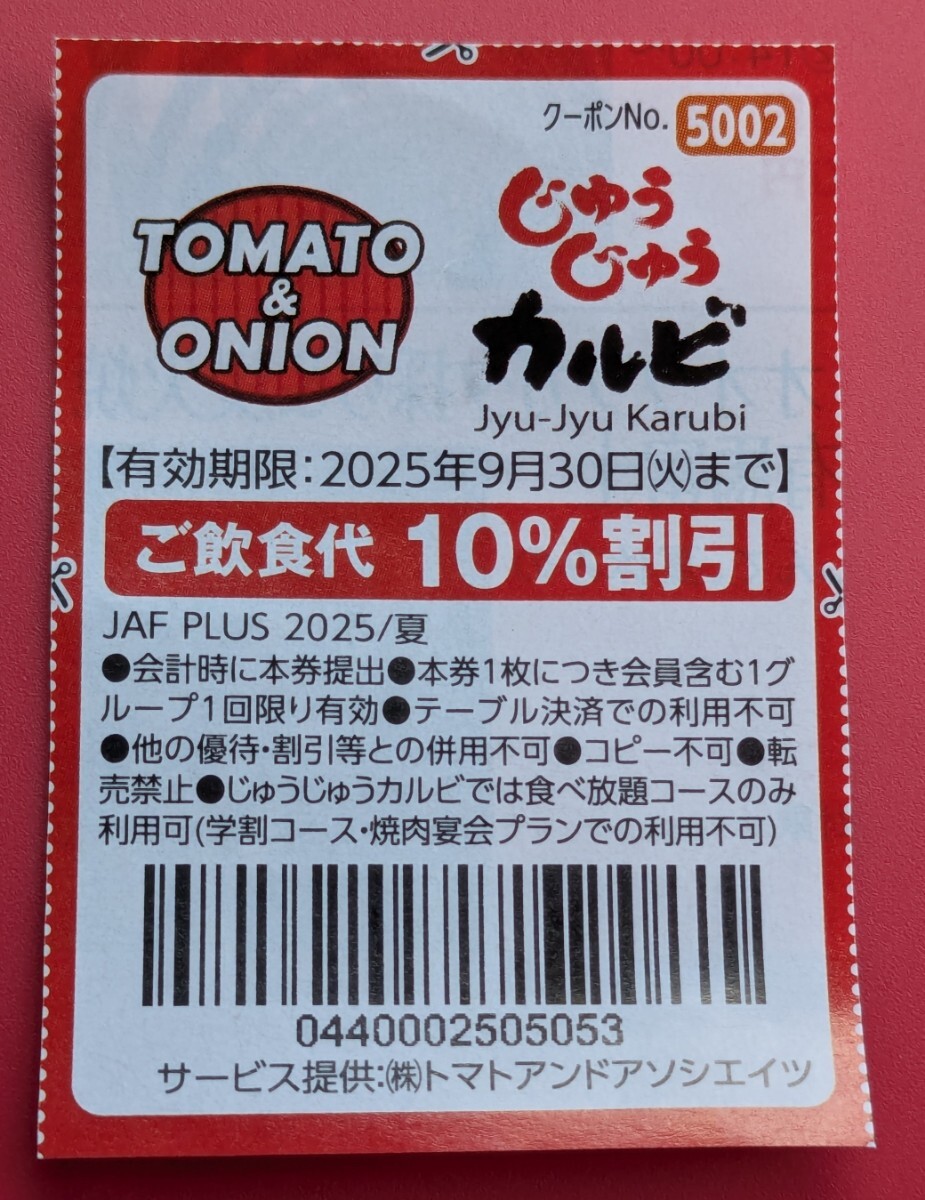 クーポンNo. 5002
TOMATO
&
ONION
じゅう
じゅう
カルビ
Jyu-Jyu Karubi
【有効期限:2025年9月30日㈫まで】
ご飲食代 10%割引
JAF PLUS 2025/夏
●会計時に本券提出●本券1枚につき会員含む1グ
ループ1回限り有効●テーブル決済での利用不可
●他の優待・割引等との併用不可●コピー不可●転
売禁止●じゅうじゅうカルビでは食べ放題コースのみ
利用可(学割コース・焼肉宴会プランでの利用不可)
0440002505053
サービス提供:㈱トマトアンドアソシエイツ